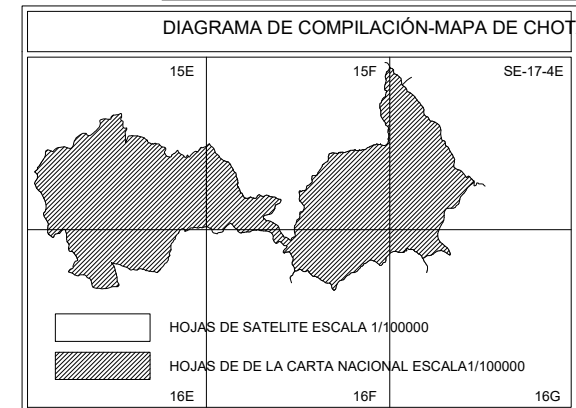 DIAGRAMA DE COMPILACIÓN-MAPA DE CHOT
15E 15F SE-17-4E
HOJAS DE SATELITE ESCALA 1/100000
HOJAS DE DE LA CARTA NACIONAL ESCALA1/100000
16E 16F 16G